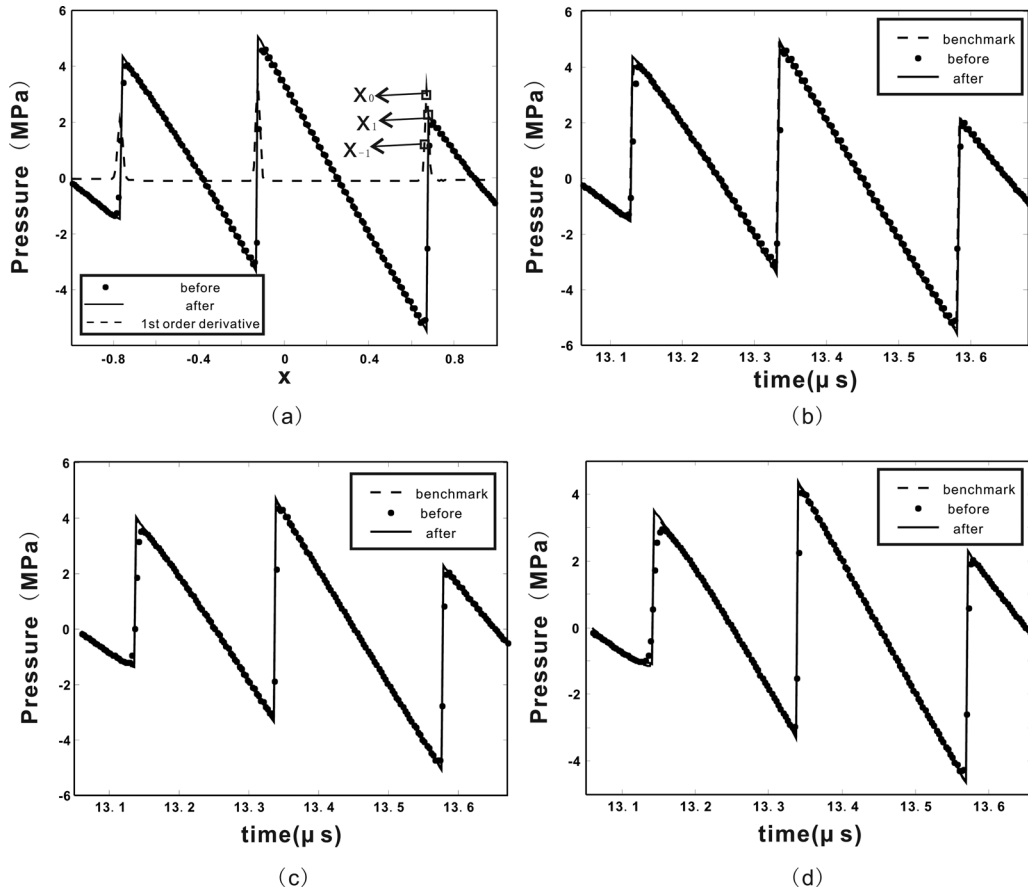 6
4
2
0
-2
-4
Pressure (MPa)
X₀
X₁
X₋₁
before
after
1st order derivative
-0.8 -0.4 0 0.4 0.8
x
(a)
6
4
2
0
-2
-4
-6
Pressure (MPa)
benchmark
before
after
13.1 13.2 13.3 13.4 13.5 13.6
time(μs)
(b)
6
4
2
0
-2
-4
-6
Pressure (MPa)
benchmark
before
after
13.1 13.2 13.3 13.4 13.5 13.6
time(μs)
(c)
4
2
0
-2
-4
Pressure (MPa)
benchmark
before
after
13.1 13.2 13.3 13.4 13.5 13.6
time(μs)
(d)